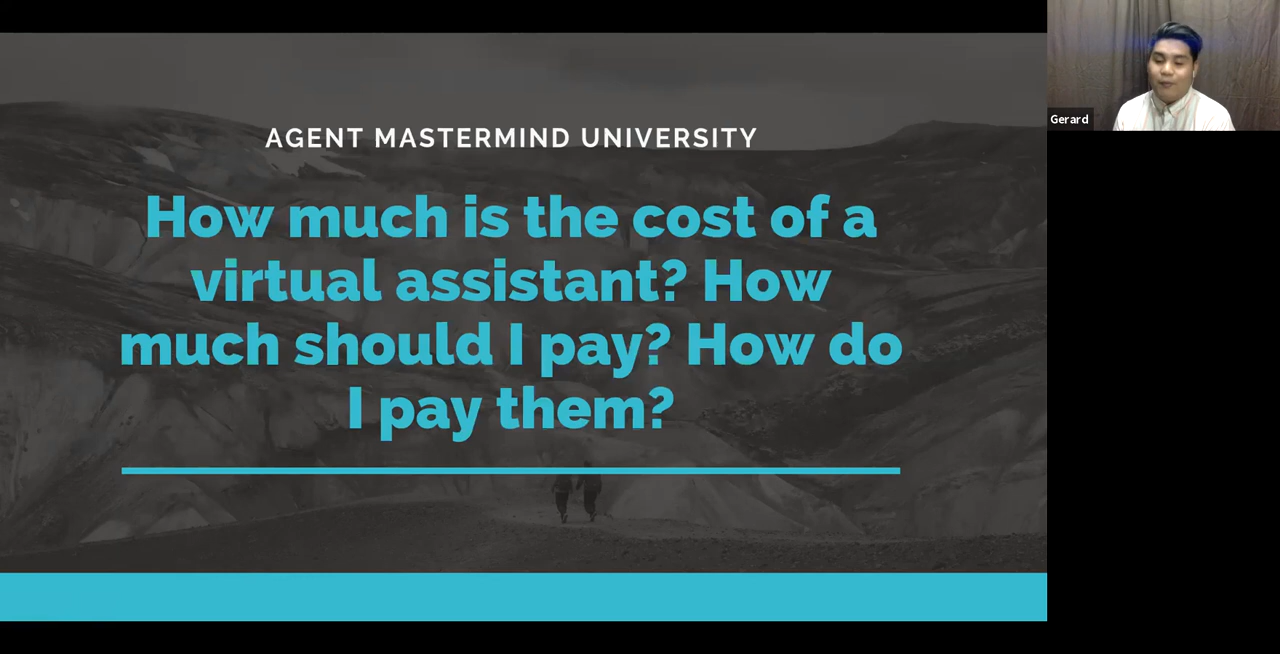 AGENT MASTERMIND UNIVERSITY
How much is the cost of a
virtual assistant? How
much should I pay? How do
I pay them?
Gerard